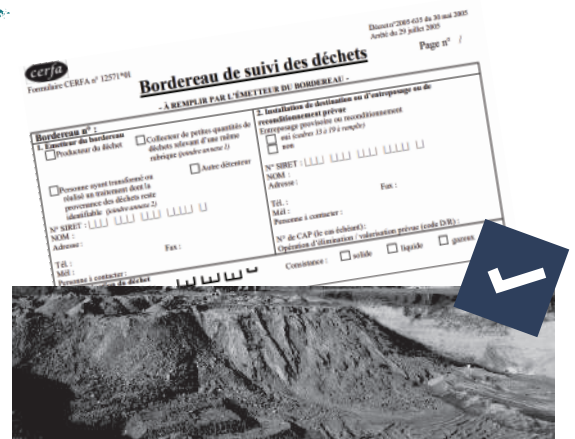 Décret n°2005-635 du 30 mai 2005
Arrêté du 29 juillet 2005
Page n° /
cerfa
Formulaire CERFA n° 12571*01
Bordereau de suivi des déchets
- À REMPLIR PAR L'ÉMETTEUR DU BORDEREAU -
Bordereau n° :
1. Emetteur du bordereau
Producteur du déchet
Collecteur de petites quantités de
déchets relevant d'une même
rubrique (joindre annexe 1)
Personne ayant transformé ou
réalisé un traitement dont la
provenance des déchets reste
identifiable (joindre annexe 2)
Autre détenteur
N° SIRET :
NOM :
Adresse :
Tél. :
Fax :
Mél :
Personne à contacter :
2. Installation de destination ou d'entreposage ou de
reconditionnement prévue
Entreposage provisoire ou reconditionnement
oui (cadres 13 à 19 à remplir)
non
N° SIRET :
NOM :
Adresse :
Tél. :
Fax :
Mél :
Personne à contacter :
N° de CAP (le cas échéant) :
Opération d'élimination / valorisation prévue (code D/R) :
du déchet
Consistance : solide liquide gazeux